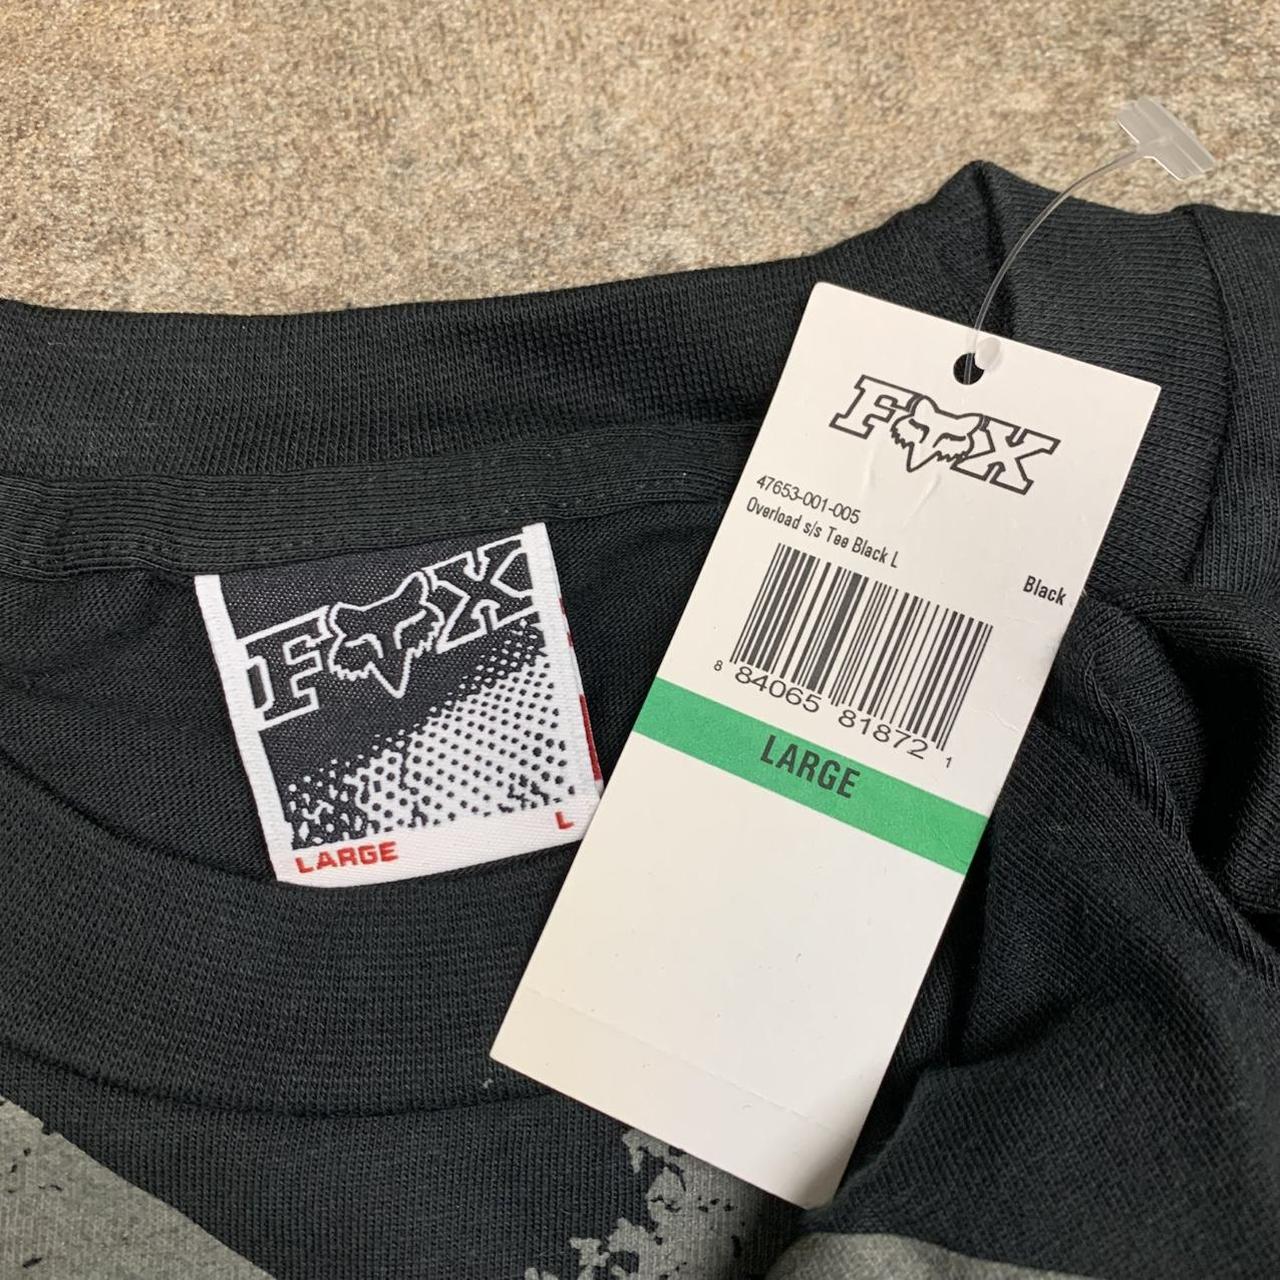 FOX
47653-001-005
Overload s/s Tee Black L
Black
8 84065 81872 1
LARGE
FOX
LARGE L